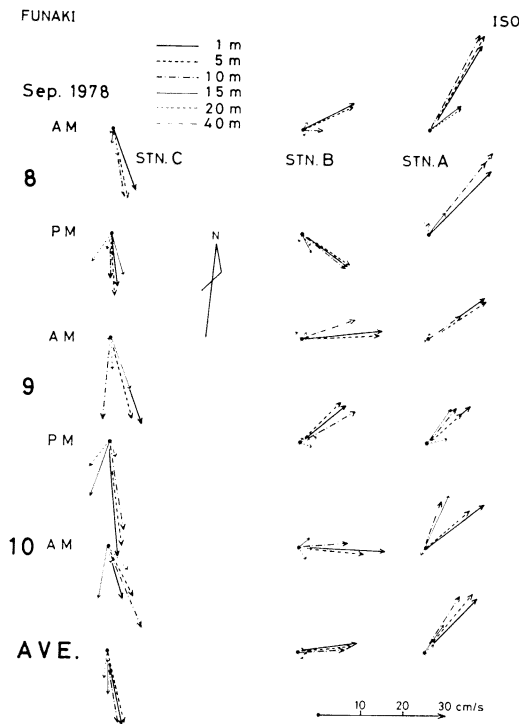 FUNAKI
ISO
1 m
5 m
10 m
15 m
20 m
40 m
Sep. 1978
AM
STN. C
STN. B
STN. A
8
PM
N
AM
9
PM
10 AM
AVE.
10 20 30 cm/s